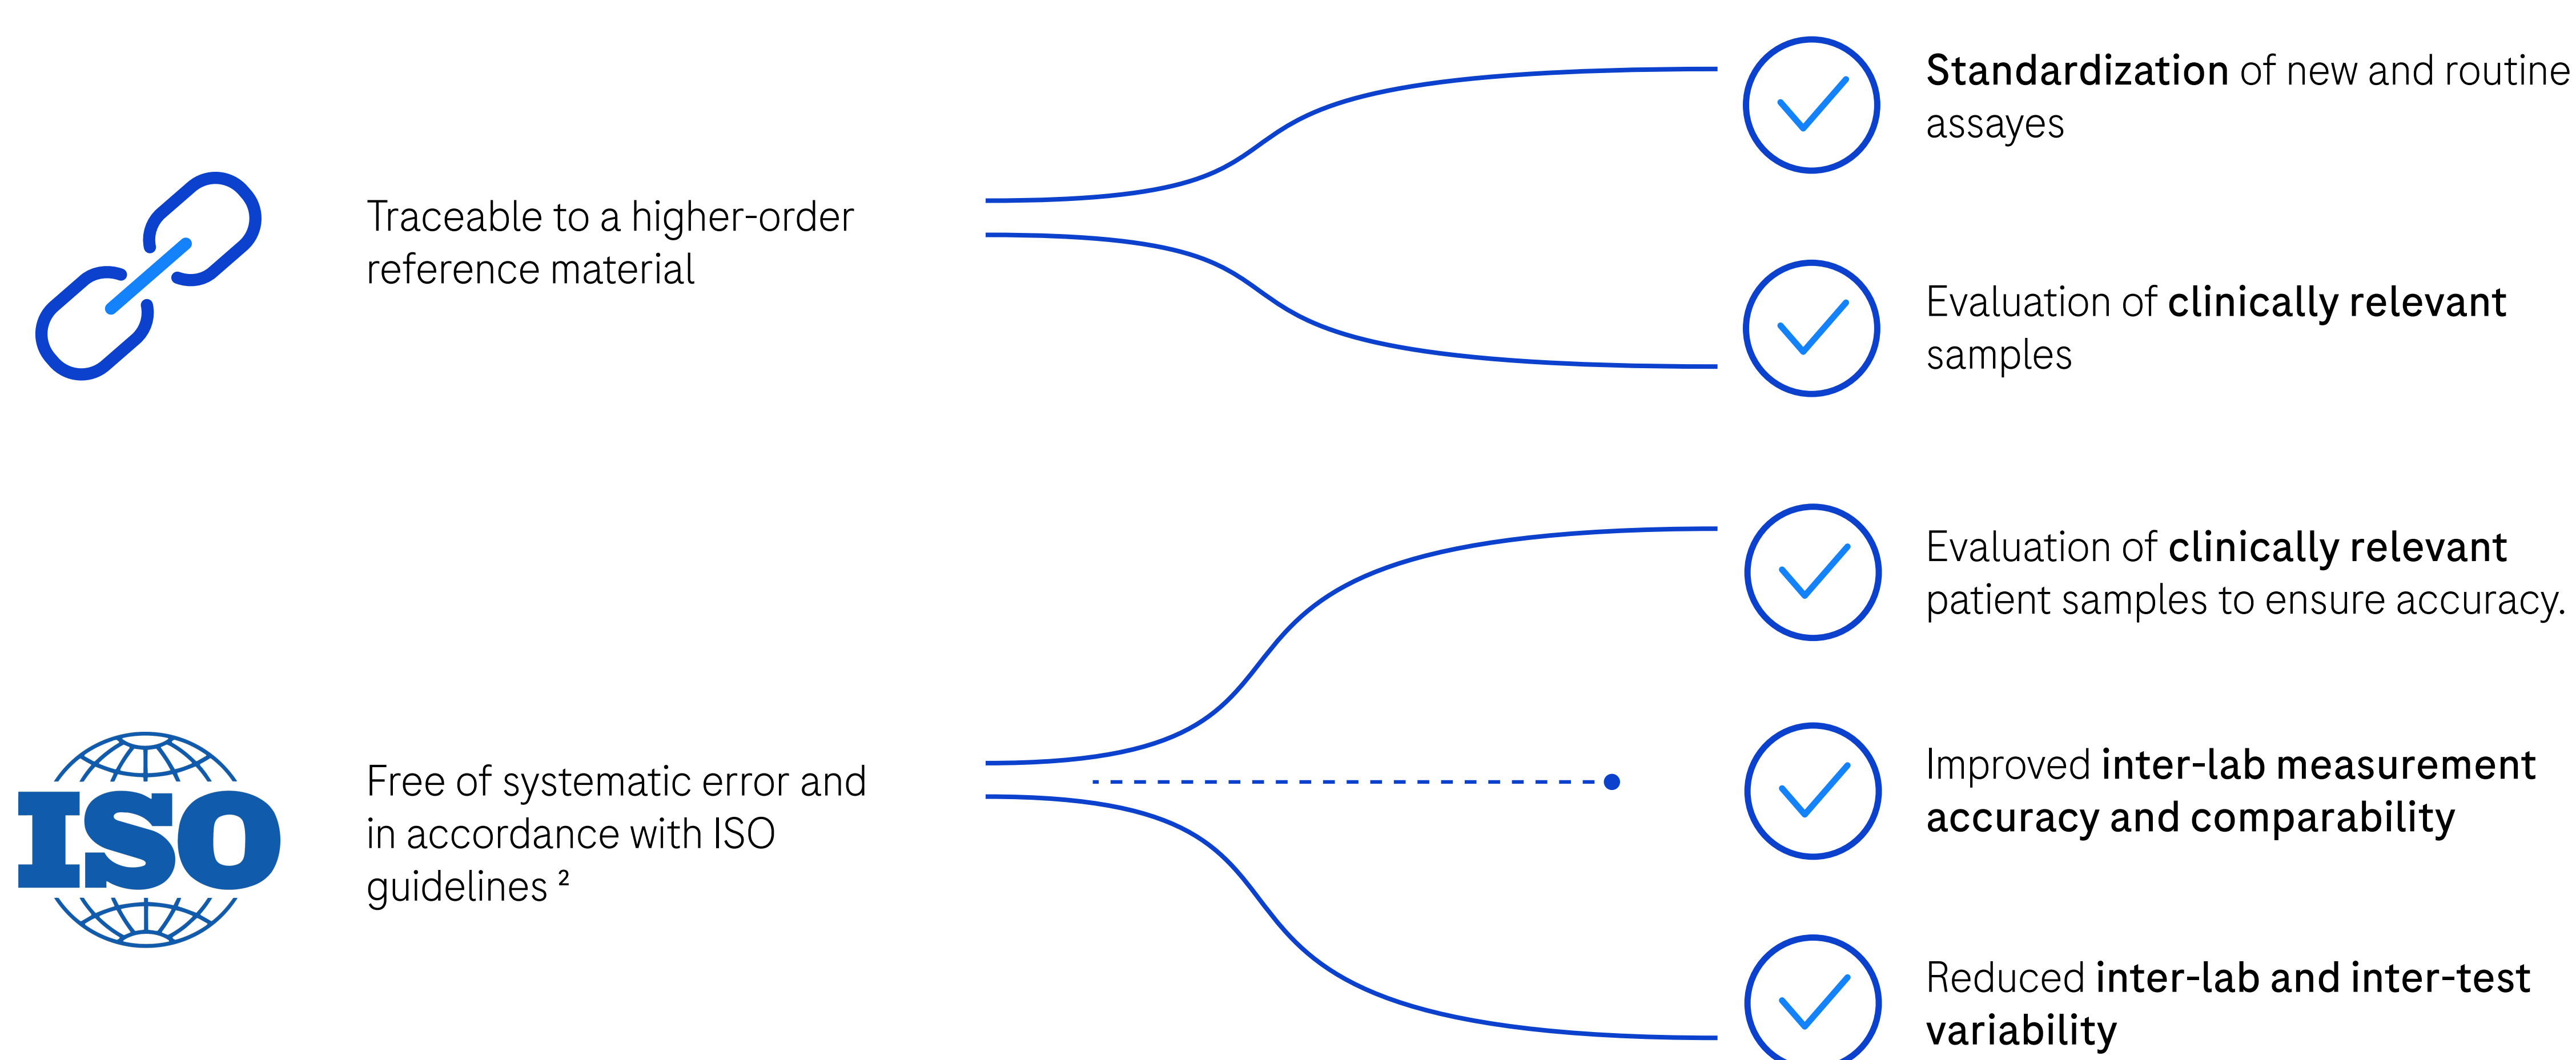 Standardization of new and routine
assayes
Traceable to a higher-order
reference material
Evaluation of clinically relevant
samples
Evaluation of clinically relevant
patient samples to ensure accuracy.
ISO
Free of systematic error and
in accordance with ISO
guidelines ²
Improved inter-lab measurement
accuracy and comparability
Reduced inter-lab and inter-test
variability